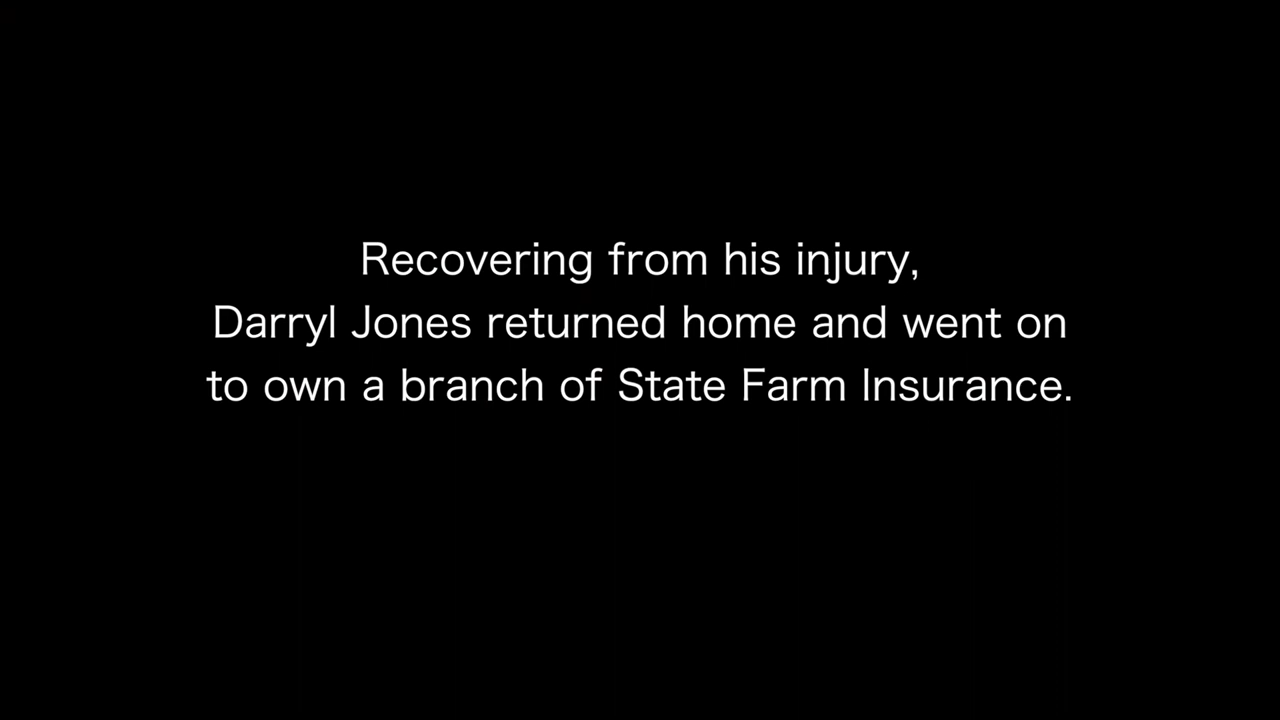 Recovering from his injury,
Darryl Jones returned home and went on
to own a branch of State Farm Insurance.